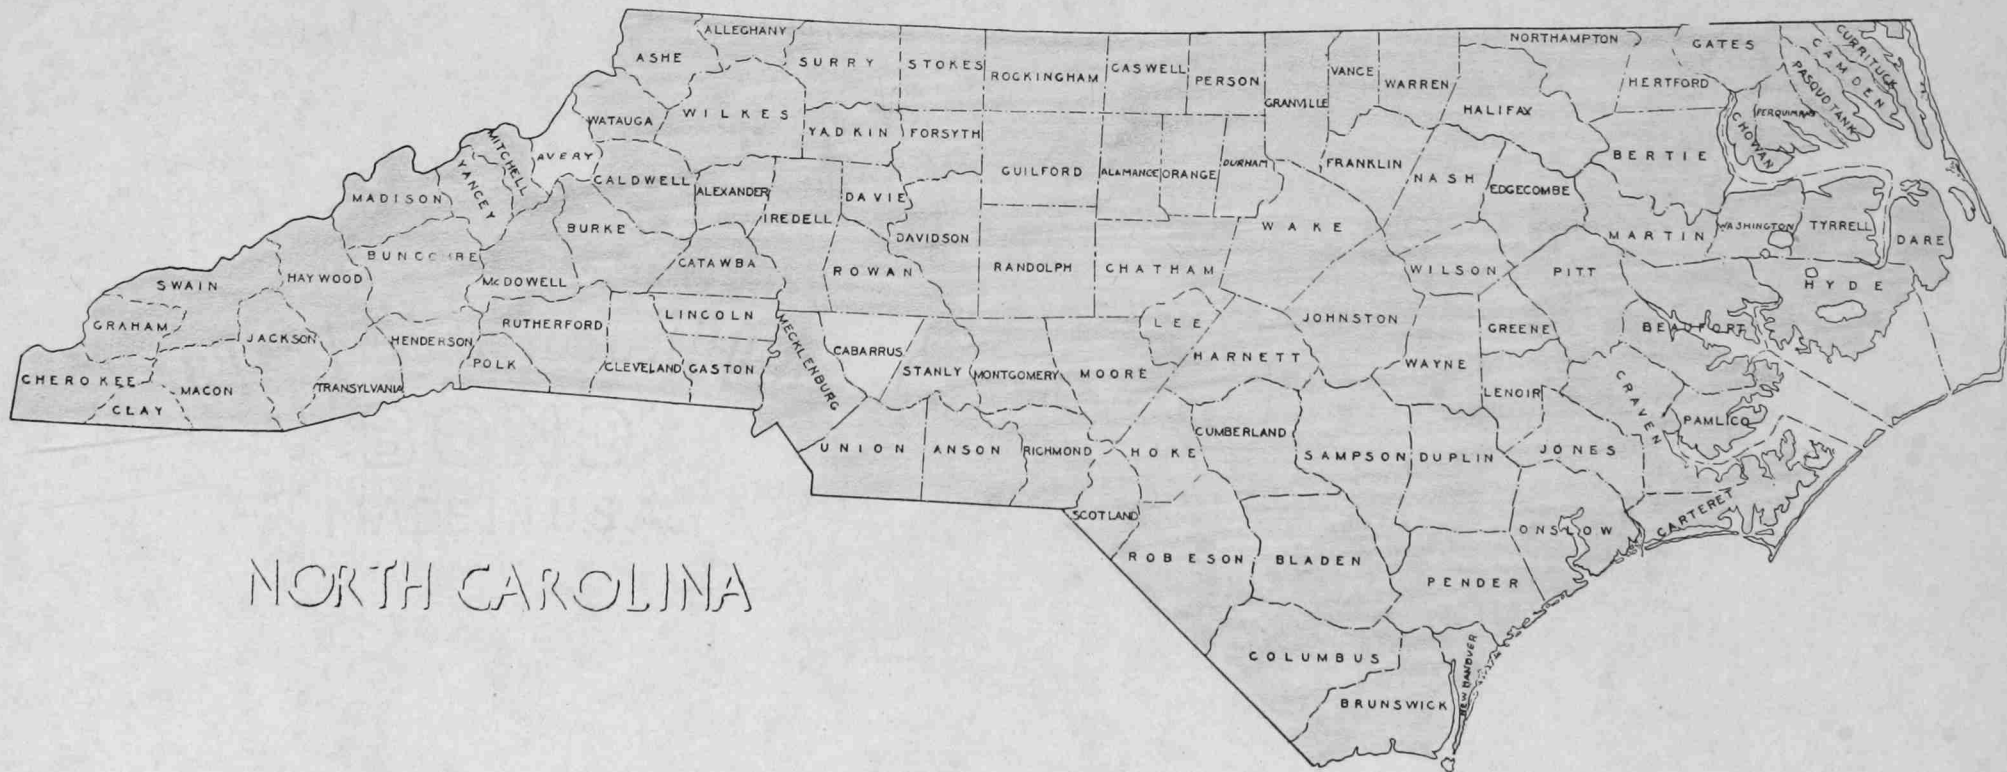 ALLEGHANY
ASHE
SURRY
STOKES
ROCKINGHAM
CASWELL
PERSON
GRANVILLE
VANCE
WARREN
NORTHAMPTON
GATES
CURRITUCK
CAMDEN
PASQUOTANK
PERQUIMANS
CHOWAN
HERTFORD
HALIFAX
BERTIE
WATAUGA
WILKES
YADKIN
FORSYTH
GUILFORD
ALAMANCE
ORANGE
DURHAM
FRANKLIN
NASH
EDGECOMBE
MITCHELL
YANCEY
AVERY
CALDWELL
ALEXANDER
IREDELL
DAVIE
DAVIDSON
MADISON
BURKE
WAKE
MARTIN
WASHINGTON
TYRRELL
DARE
HAYWOOD
McDOWELL
CATAWBA
ROWAN
RANDOLPH
CHATHAM
WILSON
PITT
HYDE
SWAIN
GRAHAM
JACKSON
HENDERSON
RUTHERFORD
LINCOLN
MECKLENBURG
CABARRUS
STANLY
MONTGOMERY
MOORE
LEE
HARNETT
JOHNSTON
WAYNE
GREENE
BEAUFORT
CHEROKEE
CLAY
MACON
TRANSYLVANIA
POLK
CLEVELAND
GASTON
LENOIR
CRAVEN
PAMLICO
UNION
ANSON
RICHMOND
HOKE
CUMBERLAND
SAMPSON
DUPLIN
JONES
SCOTLAND
ONSLOW
CARTERET
ROBESON
BLADEN
PENDER
COLUMBUS
BRUNSWICK
NEW HANOVER
NORTH CAROLINA